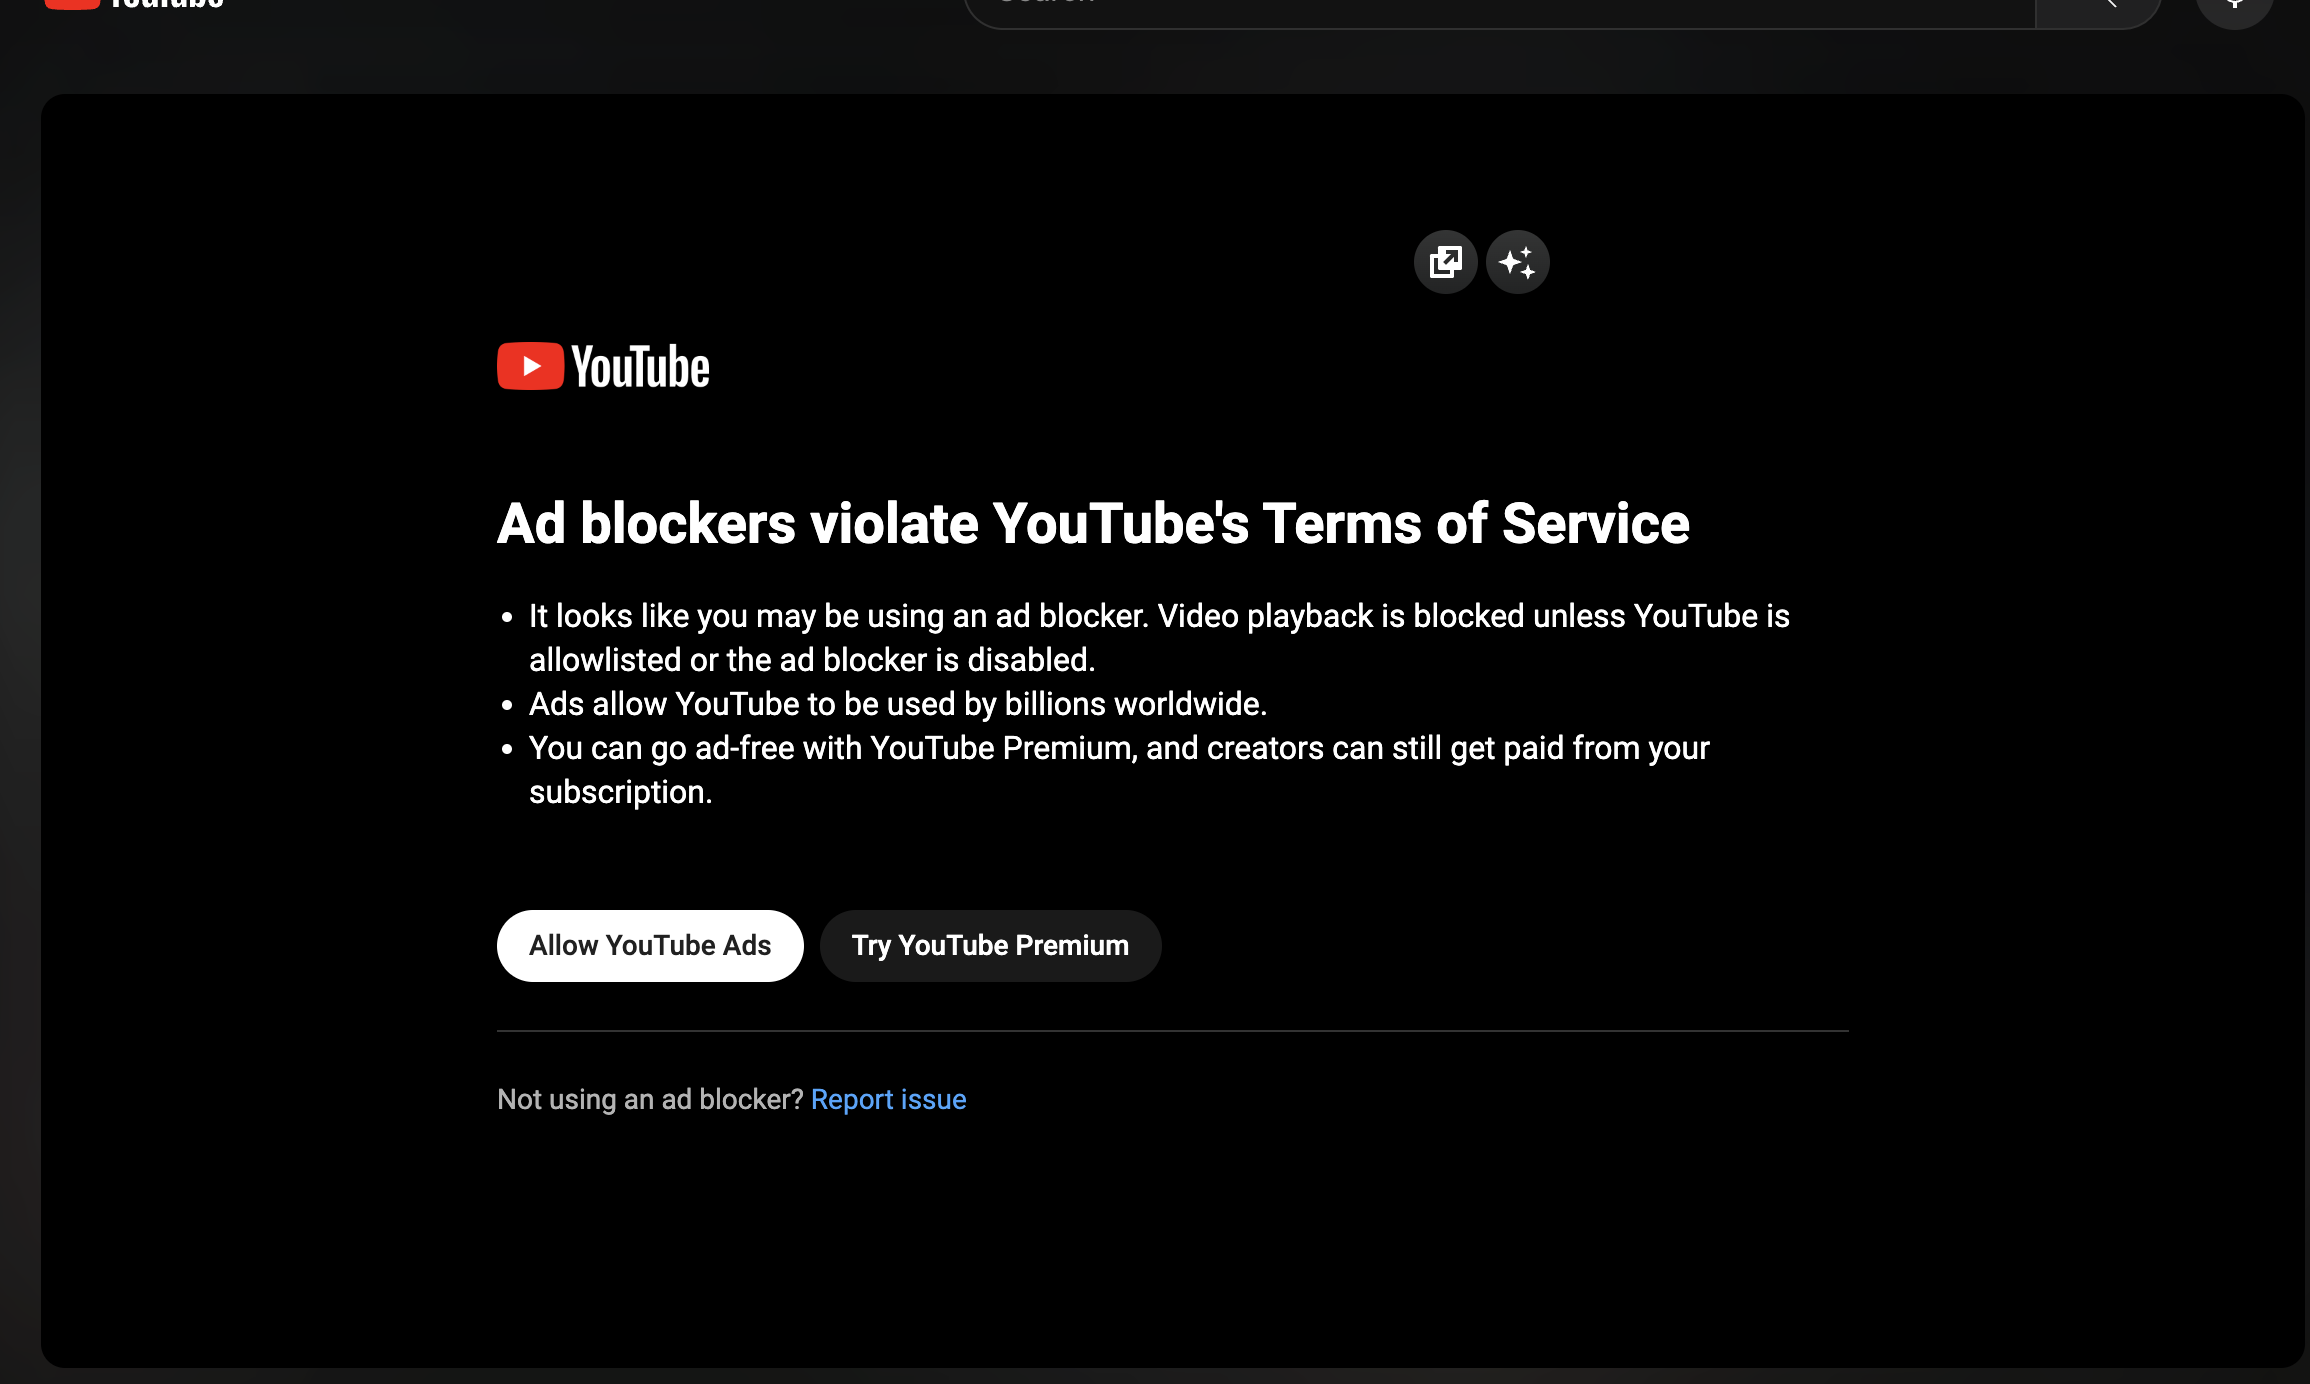 YouTube
Search
YouTube
Ad blockers violate YouTube's Terms of Service
• It looks like you may be using an ad blocker. Video playback is blocked unless YouTube is
allowlisted or the ad blocker is disabled.
• Ads allow YouTube to be used by billions worldwide.
• You can go ad-free with YouTube Premium, and creators can still get paid from your
subscription.
Allow YouTube Ads
Try YouTube Premium
Not using an ad blocker? Report issue